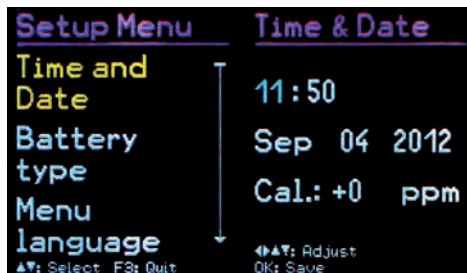 Setup Menu
Time and
Date
Battery
type
Menu
language
▲▼: Select F3: Quit
Time & Date
11:50
Sep 04 2012
Cal.: +0 ppm
◀▶▲▼: Adjust
OK: Save